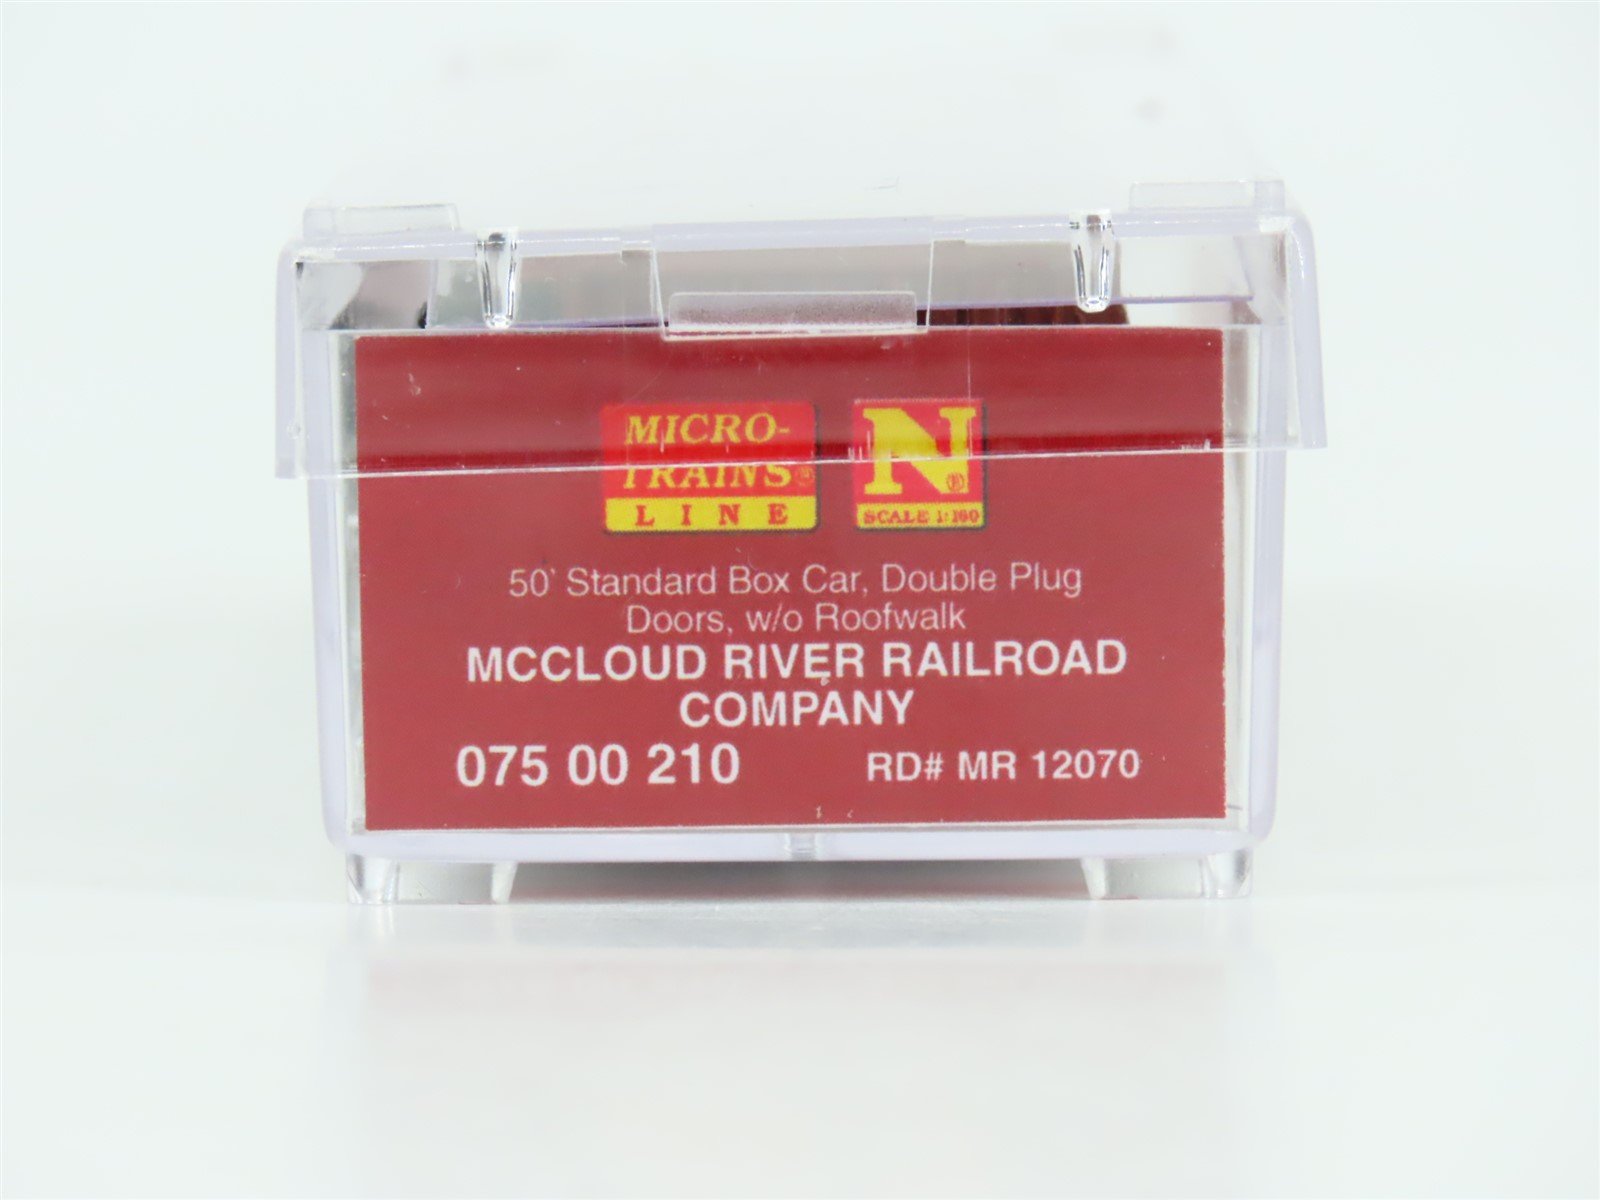 MICRO-
TRAINS®
LINE
N®
SCALE 1:160
50' Standard Box Car, Double Plug
Doors, w/o Roofwalk
MCCLOUD RIVER RAILROAD
COMPANY
075 00 210 RD# MR 12070